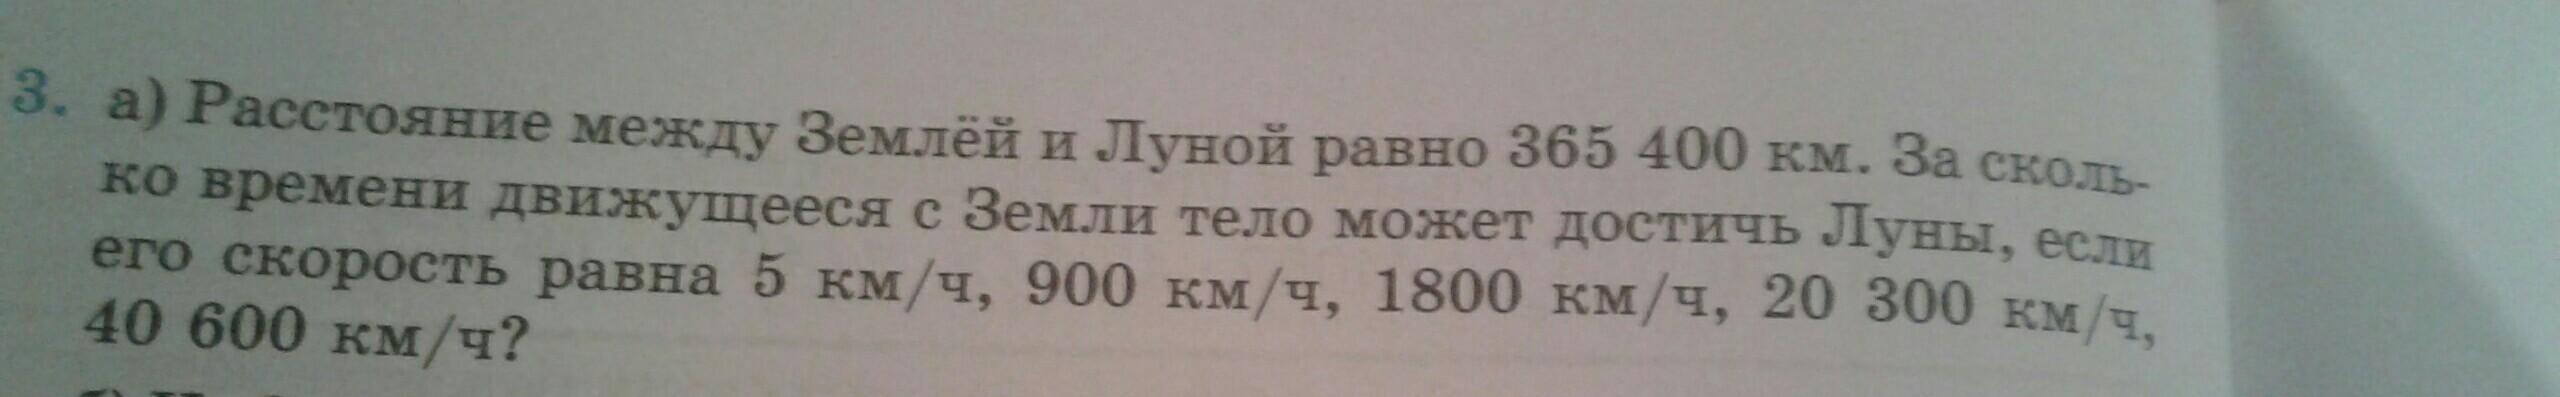 3. а) Расстояние между Землёй и Луной равно 365 400 км. За сколь-
ко времени движущееся с Земли тело может достичь Луны, если
его скорость равна 5 км/ч, 900 км/ч, 1800 км/ч, 20 300 км/ч,
40 600 км/ч?